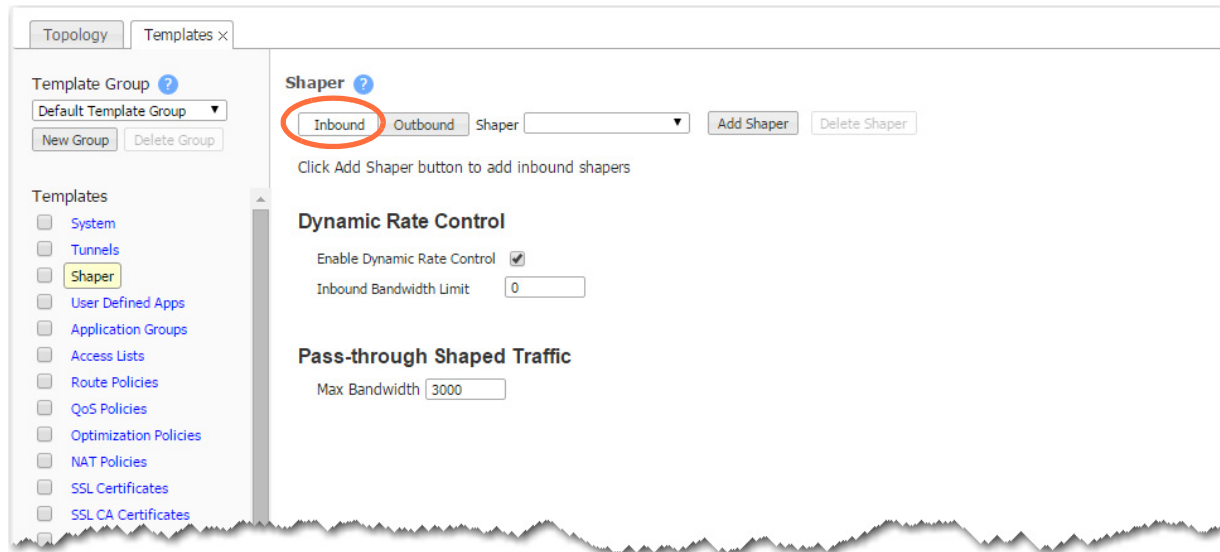 Topology Templates ×
Template Group ?
Default Template Group
New Group Delete Group
Templates
System
Tunnels
Shaper
User Defined Apps
Application Groups
Access Lists
Route Policies
QoS Policies
Optimization Policies
NAT Policies
SSL Certificates
SSL CA Certificates
Shaper ?
Inbound Outbound Shaper Add Shaper Delete Shaper
Click Add Shaper button to add inbound shapers
Dynamic Rate Control
Enable Dynamic Rate Control
Inbound Bandwidth Limit 0
Pass-through Shaped Traffic
Max Bandwidth 3000